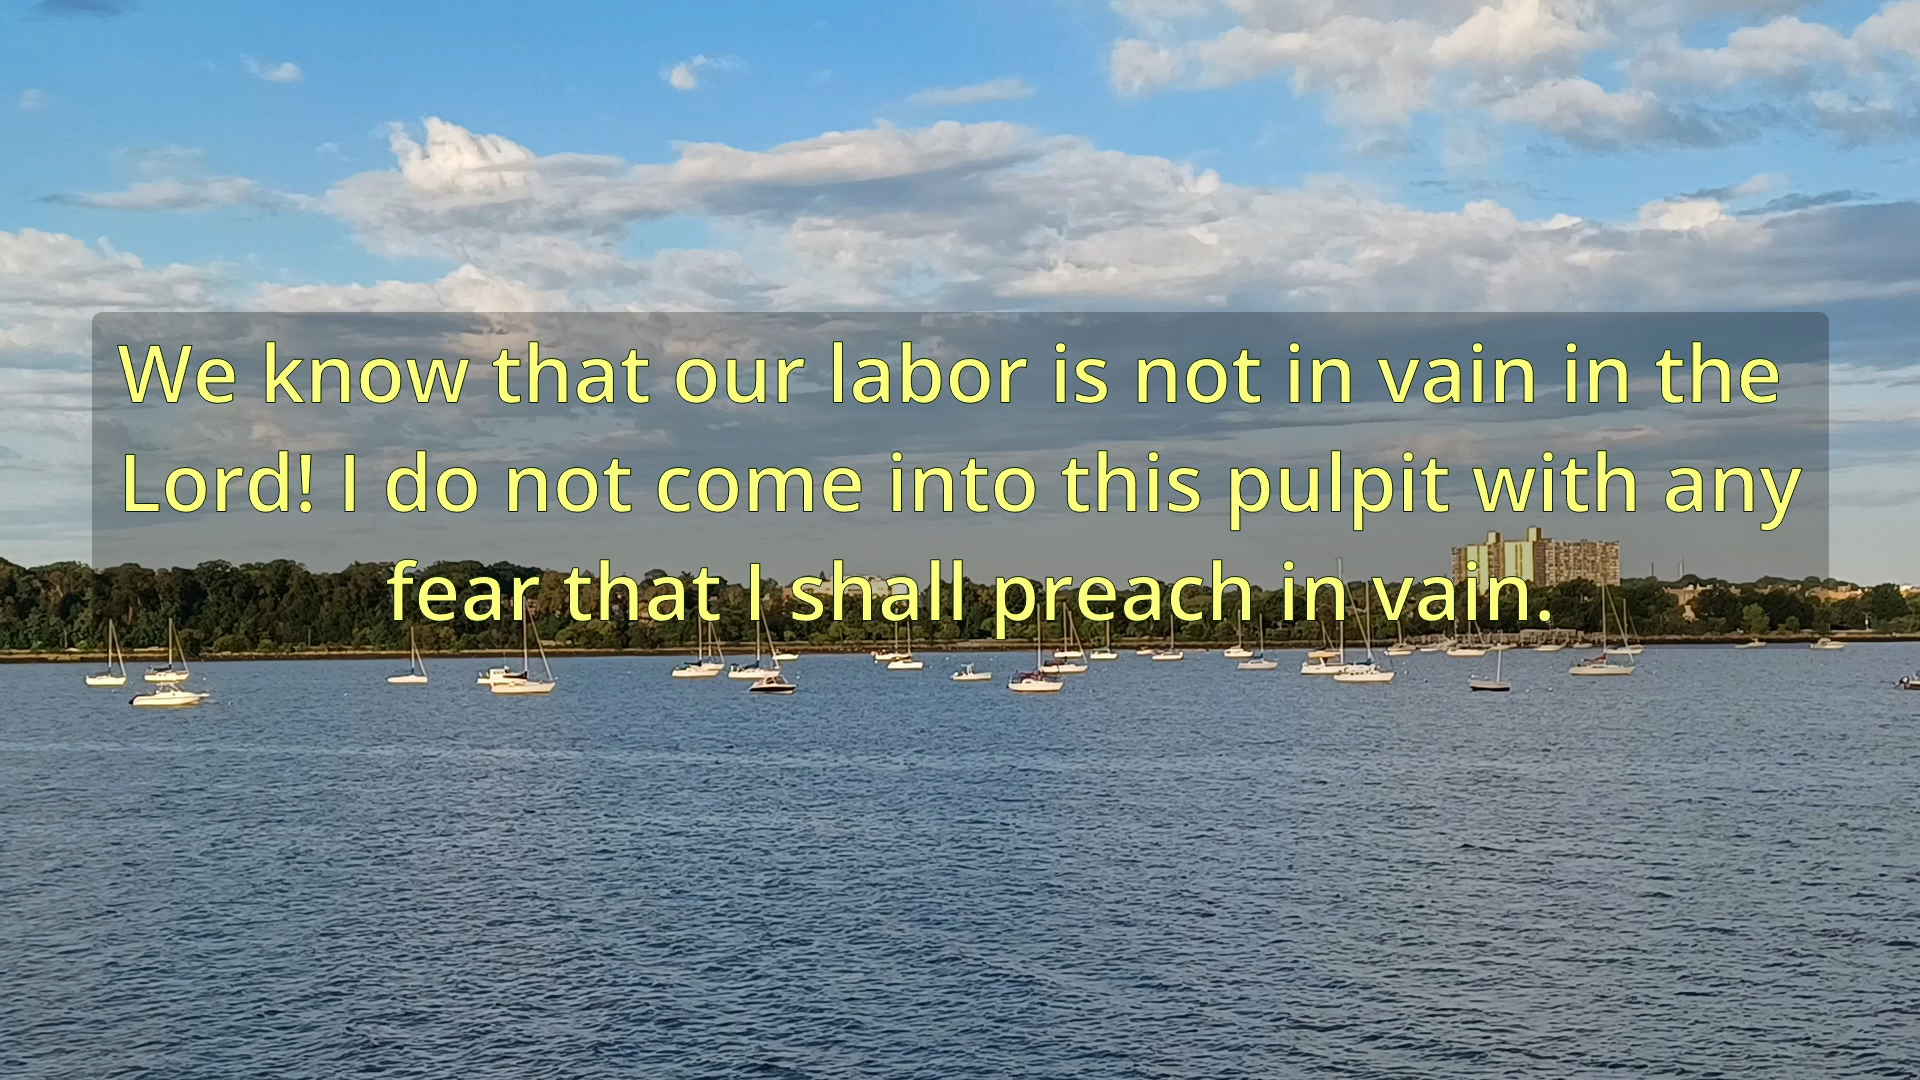 We know that our labor is not in vain in the
Lord! I do not come into this pulpit with any
fear that I shall preach in vain.